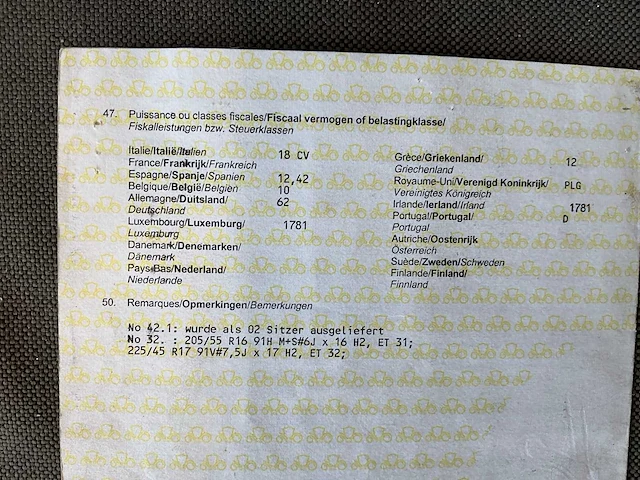 47. Puissance ou classes fiscales/Fiscaal vermogen of belastingklasse/
Fiskalleistungen bzw. Steuerklassen
Italie/Italië/Italien 18 CV
France/Frankrijk/Frankreich
Espagne/Spanje/Spanien 12,42
Belgique/België/Belgien 10
Allemagne/Duitsland/ 62
Deutschland
Luxembourg/Luxemburg/ 1781
Luxemburg
Danemark/Denemarken/
Dänemark
Pays-Bas/Nederland/
Niederlande
Grèce/Griekenland/ 12
Griechenland
Royaume-Uni/Verenigd Koninkrijk/ PLG
Vereinigtes Königreich
Irlande/Ierland/Irland 1781
Portugal/Portugal/ D
Portugal
Autriche/Oostenrijk
Österreich
Suède/Zweden/Schweden
Finlande/Finland/
Finnland
50. Remarques/Opmerkingen/Bemerkungen
No 42.1: wurde als 02 Sitzer ausgeliefert
No 32. : 205/55 R16 91H M+S#6J x 16 H2, ET 31;
225/45 R17 91V#7,5J x 17 H2, ET 32;